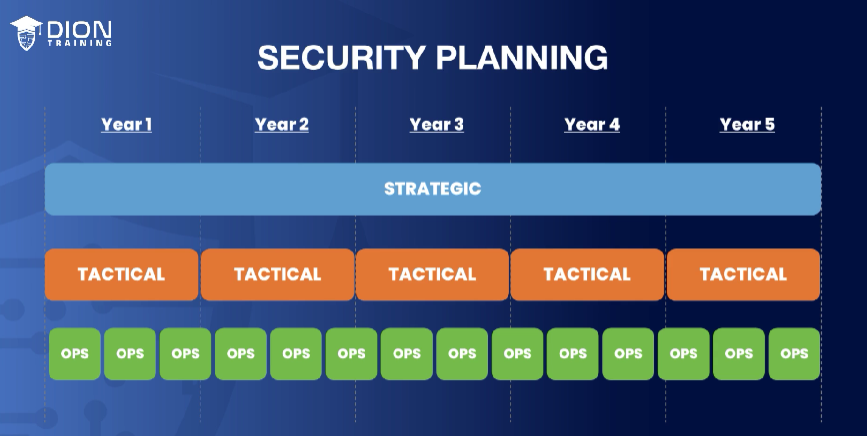 DION
TRAINING
SECURITY PLANNING
Year 1 Year 2 Year 3 Year 4 Year 5
STRATEGIC
TACTICAL TACTICAL TACTICAL TACTICAL TACTICAL
OPS OPS OPS OPS OPS OPS OPS OPS OPS OPS OPS OPS OPS OPS